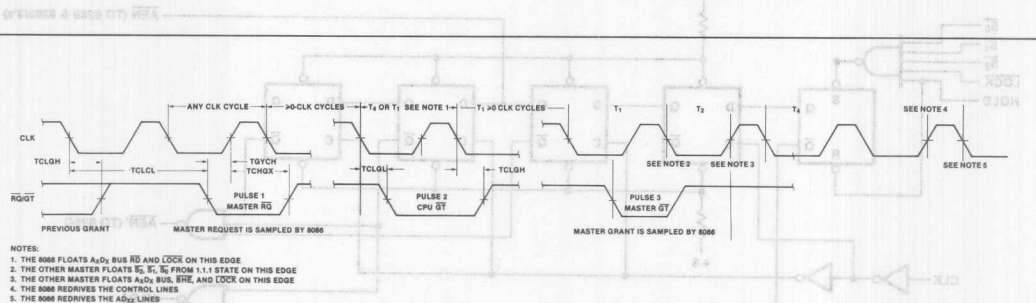 ANY CLK CYCLE
>0-CLK CYCLES
T4 OR T1 SEE NOTE 1
T1 >0 CLK CYCLES
T1
T2
T4
SEE NOTE 4
CLK
SEE NOTE 2
SEE NOTE 3
SEE NOTE 5
TCLGH
TCLCL
TGYCH
TCHGX
TCLGL
TCLGH
RQ/GT
PULSE 1
MASTER RQ
PULSE 2
CPU GT
PULSE 3
MASTER GT
PREVIOUS GRANT
MASTER REQUEST IS SAMPLED BY 8086
MASTER GRANT IS SAMPLED BY 8086
NOTES:
1. THE 8086 FLOATS AXDX BUS RD AND LOCK ON THIS EDGE
2. THE OTHER MASTER FLOATS S2, S1, S0 FROM 1.1.1 STATE ON THIS EDGE
3. THE OTHER MASTER FLOATS AXDX BUS, BHE, AND LOCK ON THIS EDGE
4. THE 8086 REDRIVES THE CONTROL LINES
5. THE 8086 REDRIVES THE ADXX LINES